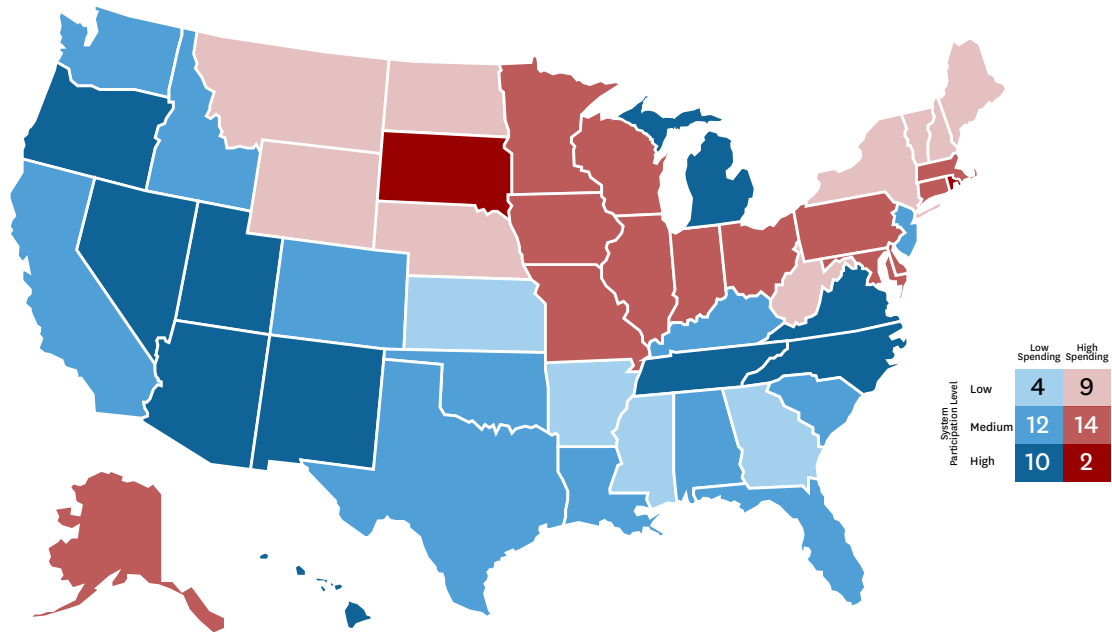 Low High
Spending Spending
System
Participation Level
Low 4 9
Medium 12 14
High 10 2